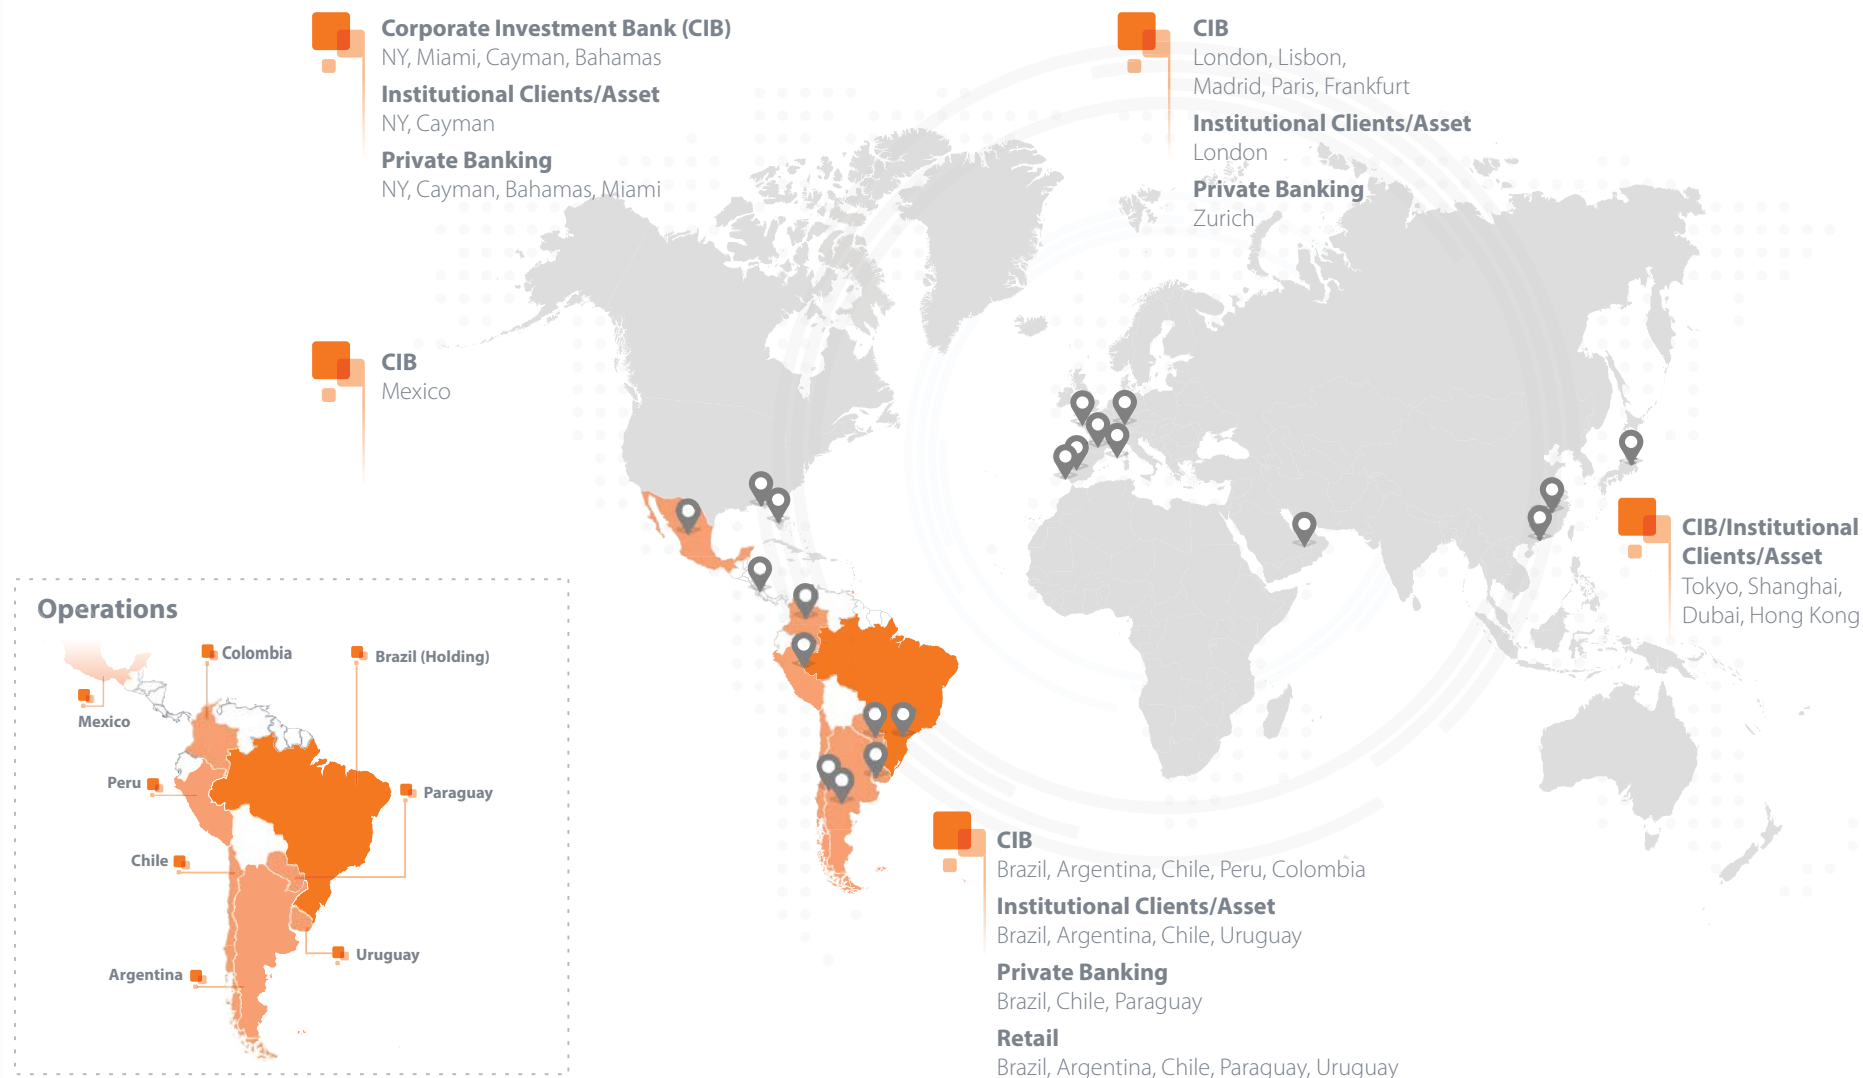 Corporate Investment Bank (CIB)
NY, Miami, Cayman, Bahamas
Institutional Clients/Asset
NY, Cayman
Private Banking
NY, Cayman, Bahamas, Miami
CIB
London, Lisbon,
Madrid, Paris, Frankfurt
Institutional Clients/Asset
London
Private Banking
Zurich
CIB
Mexico
CIB/Institutional
Clients/Asset
Tokyo, Shanghai,
Dubai, Hong Kong
Operations
Colombia
Brazil (Holding)
Mexico
Peru
Paraguay
Chile
Uruguay
Argentina
CIB
Brazil, Argentina, Chile, Peru, Colombia
Institutional Clients/Asset
Brazil, Argentina, Chile, Uruguay
Private Banking
Brazil, Chile, Paraguay
Retail
Brazil, Argentina, Chile, Paraguay, Uruguay